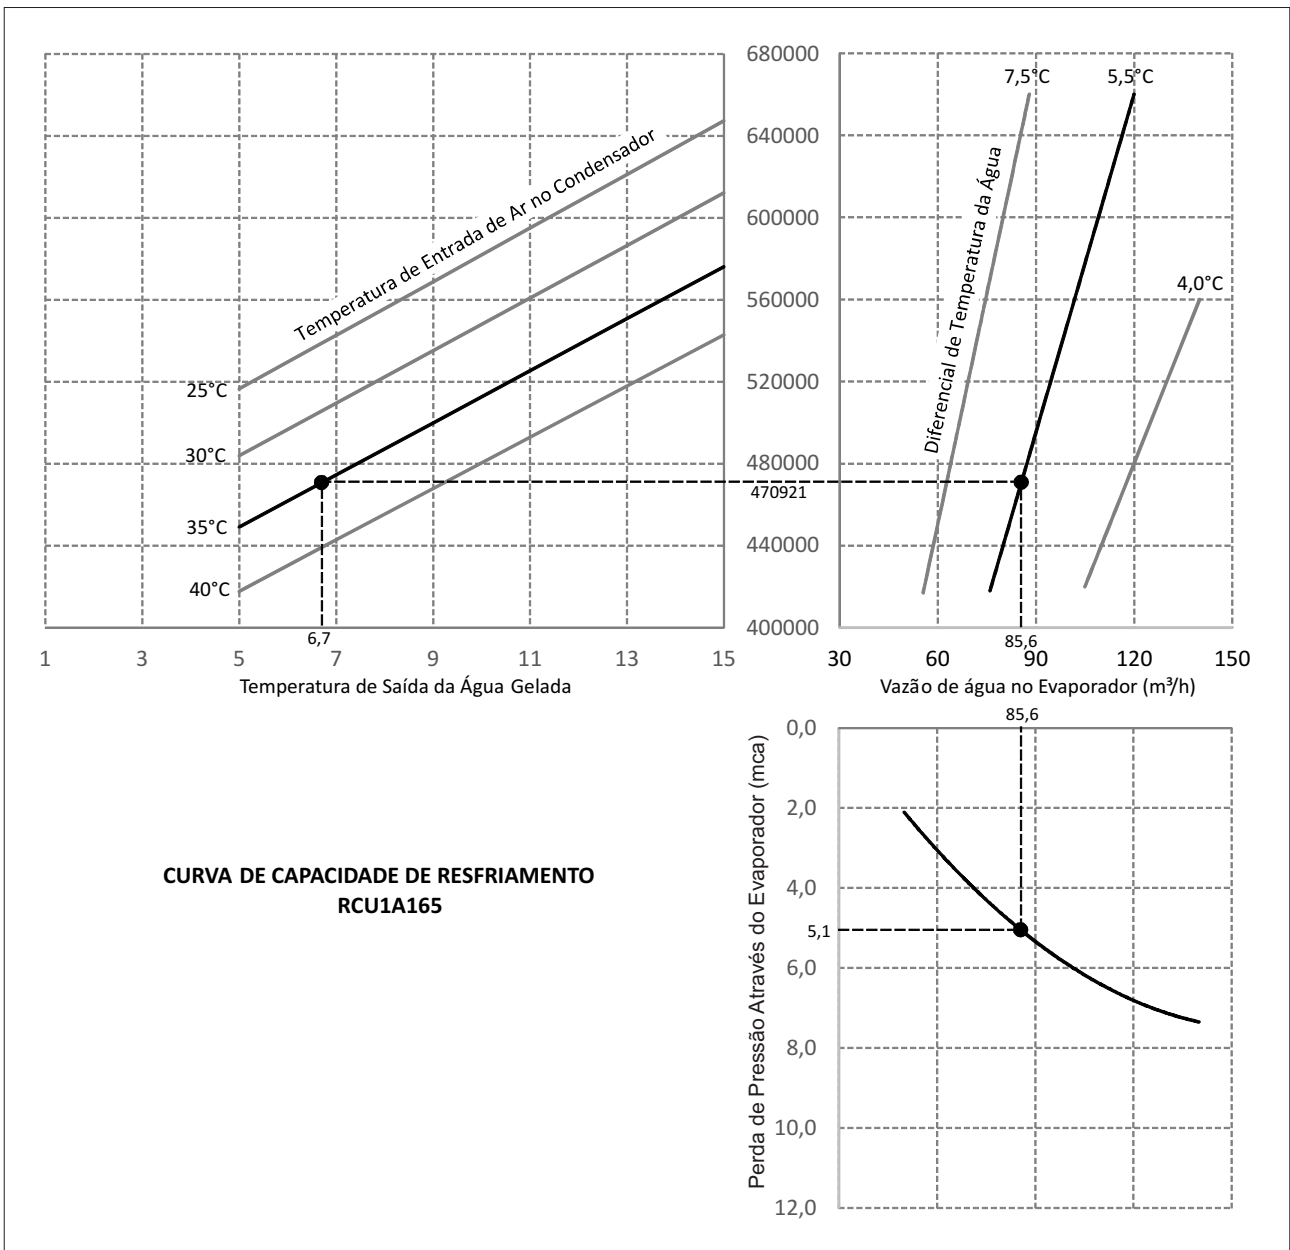 680000
640000
600000
560000
520000
480000
470921
440000
400000
Temperatura de Entrada de Ar no Condensador
25°C
30°C
35°C
40°C
6,7
1 3 5 7 9 11 13 15
Temperatura de Saída da Água Gelada
7,5°C
5,5°C
4,0°C
Diferencial de Temperatura da Água
85,6
30 60 90 120 150
Vazão de água no Evaporador (m³/h)
85,6
0,0
2,0
4,0
5,1
6,0
8,0
10,0
12,0
Perda de Pressão Através do Evaporador (mca)
CURVA DE CAPACIDADE DE RESFRIAMENTO
RCU1A165